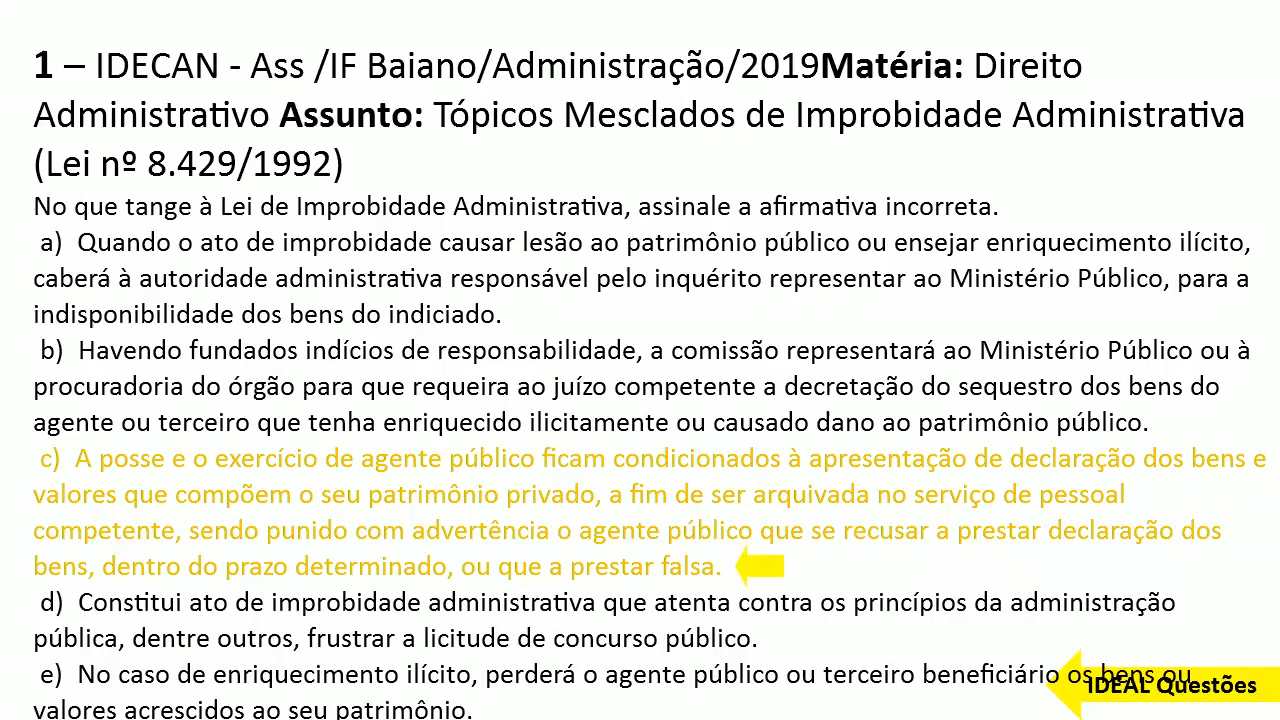 1 – IDECAN - Ass /IF Baiano/Administração/2019Matéria: Direito
Administrativo Assunto: Tópicos Mesclados de Improbidade Administrativa
(Lei nº 8.429/1992)
No que tange à Lei de Improbidade Administrativa, assinale a afirmativa incorreta.
a) Quando o ato de improbidade causar lesão ao patrimônio público ou ensejar enriquecimento ilícito,
caberá à autoridade administrativa responsável pelo inquérito representar ao Ministério Público, para a
indisponibilidade dos bens do indiciado.
b) Havendo fundados indícios de responsabilidade, a comissão representará ao Ministério Público ou à
procuradoria do órgão para que requeira ao juízo competente a decretação do sequestro dos bens do
agente ou terceiro que tenha enriquecido ilicitamente ou causado dano ao patrimônio público.
c) A posse e o exercício de agente público ficam condicionados à apresentação de declaração dos bens e
valores que compõem o seu patrimônio privado, a fim de ser arquivada no serviço de pessoal
competente, sendo punido com advertência o agente público que se recusar a prestar declaração dos
bens, dentro do prazo determinado, ou que a prestar falsa.
d) Constitui ato de improbidade administrativa que atenta contra os princípios da administração
pública, dentre outros, frustrar a licitude de concurso público.
e) No caso de enriquecimento ilícito, perderá o agente público ou terceiro beneficiário os bens ou
valores acrescidos ao seu patrimônio.
IDEAL Questões